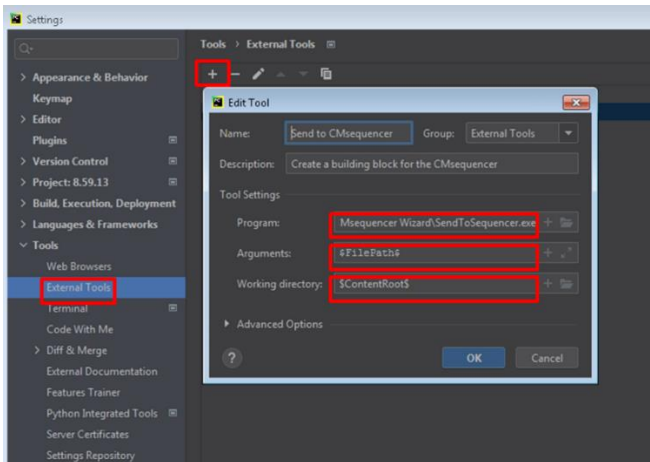 Settings
Tools > External Tools
> Appearance & Behavior
Keymap
> Editor
Plugins
> Version Control
> Project: 8.59.13
> Build, Execution, Deployment
> Languages & Frameworks
Tools
Web Browsers
External Tools
Terminal
Code With Me
> Diff & Merge
External Documentation
Features Trainer
Python Integrated Tools
Server Certificates
Settings Repository
Edit Tool
Name: Send to CMsequencer Group: External Tools
Description: Create a building block for the CMsequencer
Tool Settings
Program: Msequencer Wizard\SendToSequencer.exe
Arguments: $FilePath$
Working directory: $ContentRoot$
Advanced Options
? OK Cancel